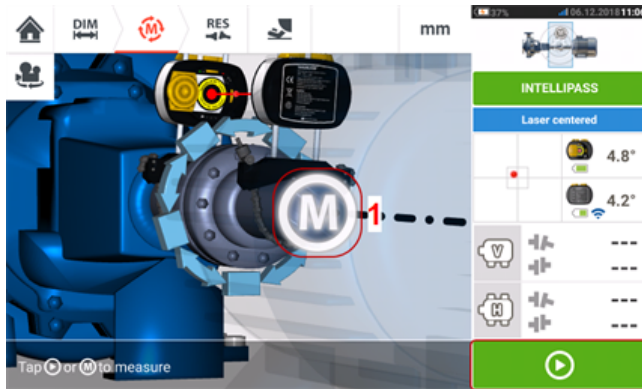 DIM
M
RES
mm
37%
06.12.2018 11:00
INTELLIPASS
Laser centered
4.8°
4.2°
M
1
V
---
---
H
---
---
Tap or M to measure